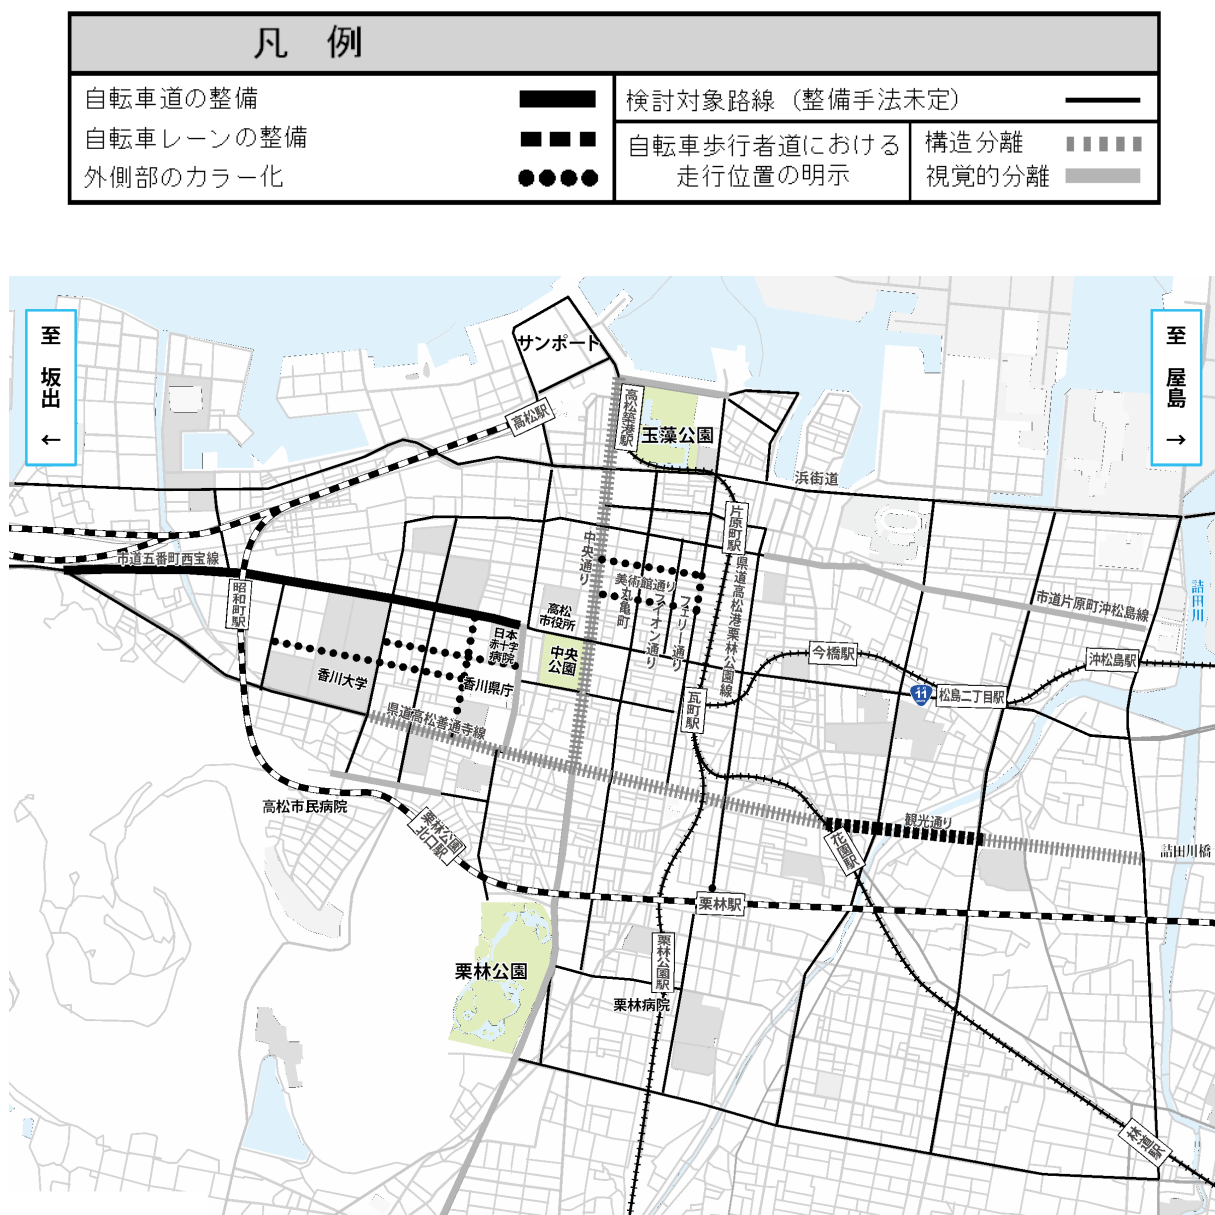 凡 例
自転車道の整備
自転車レーンの整備
外側部のカラー化
検討対象路線（整備手法未定）
自転車歩行者道における
走行位置の明示
構造分離
視覚的分離
至 坂出 ←
至 屋島 →
サンポート
高松駅
高松築港駅
玉藻公園
浜街道
片原町駅
中央通り
市道五番町西宝線
昭和町駅
美術館通り
丸亀町
ライオン通り
フェリー通り
県道高松港栗林公園線
市道片原町沖松島線
詰田川
高松
市役所
日本
赤十字
病院
中央
公園
今橋駅
沖松島駅
香川大学
香川県庁
11
松島二丁目駅
瓦町駅
県道高松善通寺線
高松市民病院
栗林公園
北口駅
観光通り
花園駅
詰田川橋
栗林駅
栗林公園
栗林公園駅
栗林病院
林道駅